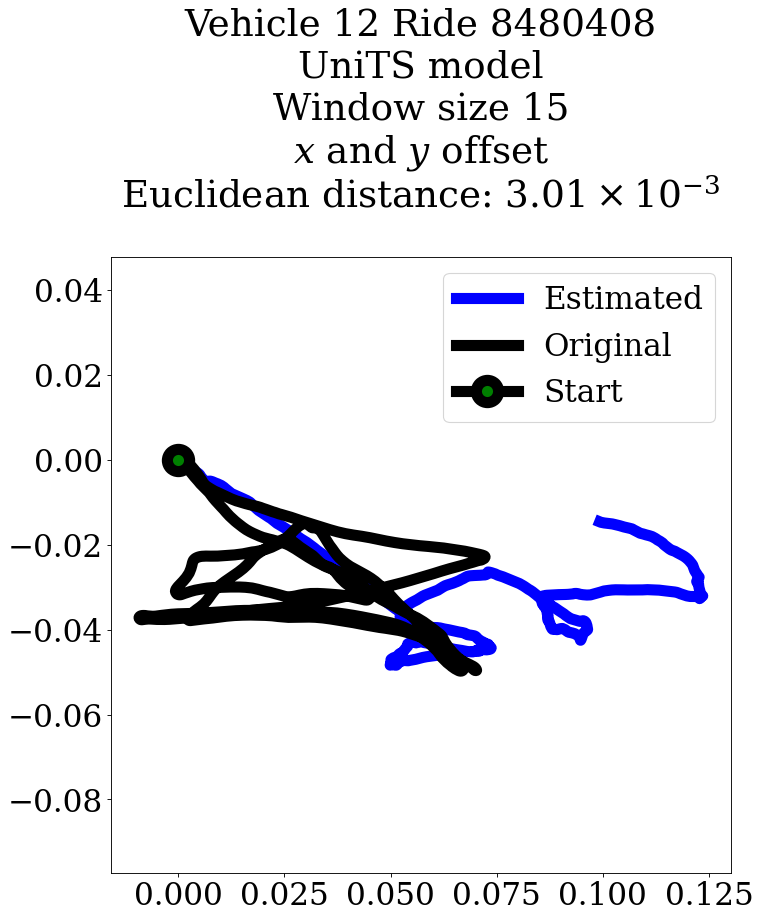 Vehicle 12 Ride 8480408
UniTS model
Window size 15
x and y offset
Euclidean distance: 3.01 × 10⁻³
Estimated
Original
Start
0.04
0.02
0.00
−0.02
−0.04
−0.06
−0.08
0.000 0.025 0.050 0.075 0.100 0.125